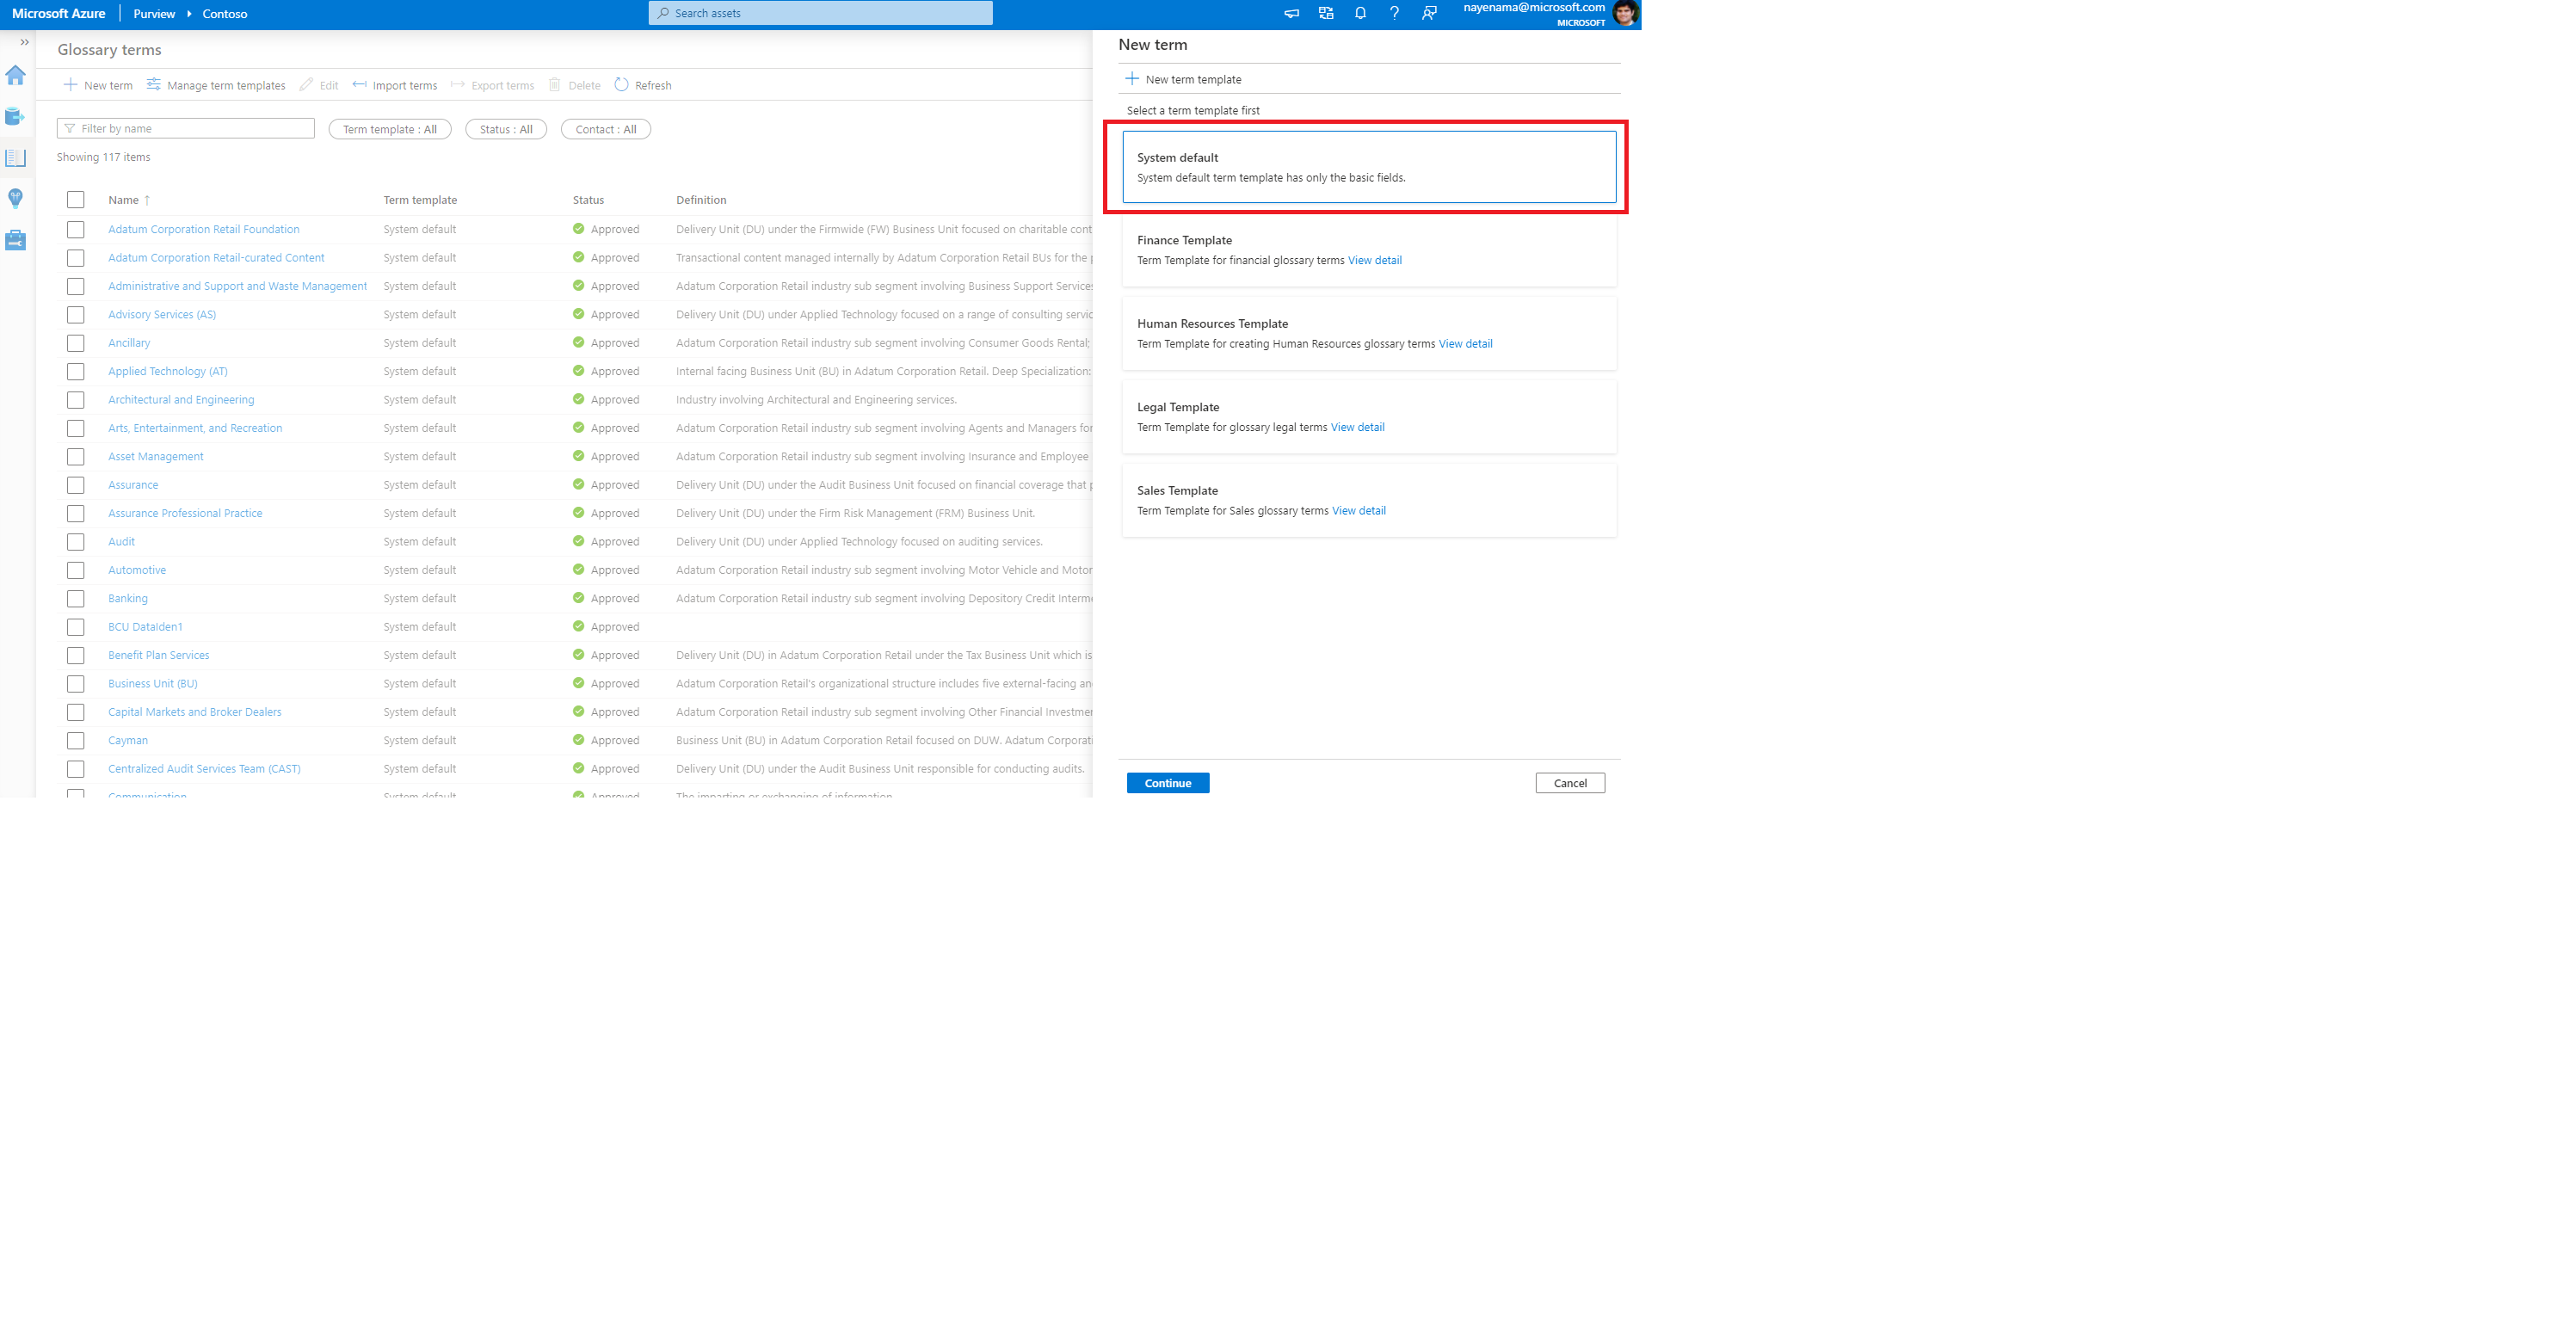 Microsoft Azure Purview Contoso Search assets nayenama@microsoft.com
MICROSOFT
Glossary terms
New term Manage term templates Edit Import terms Export terms Delete Refresh
Filter by name Term template : All Status : All Contact : All
Showing 117 items
Name ↑ Term template Status Definition
Adatum Corporation Retail Foundation System default Approved Delivery Unit (DU) under the Firmwide (FW) Business Unit focused on charitable cont
Adatum Corporation Retail-curated Content System default Approved Transactional content managed internally by Adatum Corporation Retail BUs for the p
Administrative and Support and Waste Management System default Approved Adatum Corporation Retail industry sub segment involving Business Support Services
Advisory Services (AS) System default Approved Delivery Unit (DU) under Applied Technology focused on a range of consulting servic
Ancillary System default Approved Adatum Corporation Retail industry sub segment involving Consumer Goods Rental;
Applied Technology (AT) System default Approved Internal facing Business Unit (BU) in Adatum Corporation Retail. Deep Specialization:
Architectural and Engineering System default Approved Industry involving Architectural and Engineering services.
Arts, Entertainment, and Recreation System default Approved Adatum Corporation Retail industry sub segment involving Agents and Managers for
Asset Management System default Approved Adatum Corporation Retail industry sub segment involving Insurance and Employee
Assurance System default Approved Delivery Unit (DU) under the Audit Business Unit focused on financial coverage that p
Assurance Professional Practice System default Approved Delivery Unit (DU) under the Firm Risk Management (FRM) Business Unit.
Audit System default Approved Delivery Unit (DU) under Applied Technology focused on auditing services.
Automotive System default Approved Adatum Corporation Retail industry sub segment involving Motor Vehicle and Motor
Banking System default Approved Adatum Corporation Retail industry sub segment involving Depository Credit Interme
BCU DataIden1 System default Approved
Benefit Plan Services System default Approved Delivery Unit (DU) in Adatum Corporation Retail under the Tax Business Unit which is
Business Unit (BU) System default Approved Adatum Corporation Retail's organizational structure includes five external-facing an
Capital Markets and Broker Dealers System default Approved Adatum Corporation Retail industry sub segment involving Other Financial Investmen
Cayman System default Approved Business Unit (BU) in Adatum Corporation Retail focused on DUW. Adatum Corporati
Centralized Audit Services Team (CAST) System default Approved Delivery Unit (DU) under the Audit Business Unit responsible for conducting audits.
Communication System default Approved The imparting or exchanging of information
New term
New term template
Select a term template first
System default
System default term template has only the basic fields.
Finance Template
Term Template for financial glossary terms View detail
Human Resources Template
Term Template for creating Human Resources glossary terms View detail
Legal Template
Term Template for glossary legal terms View detail
Sales Template
Term Template for Sales glossary terms View detail
Continue Cancel